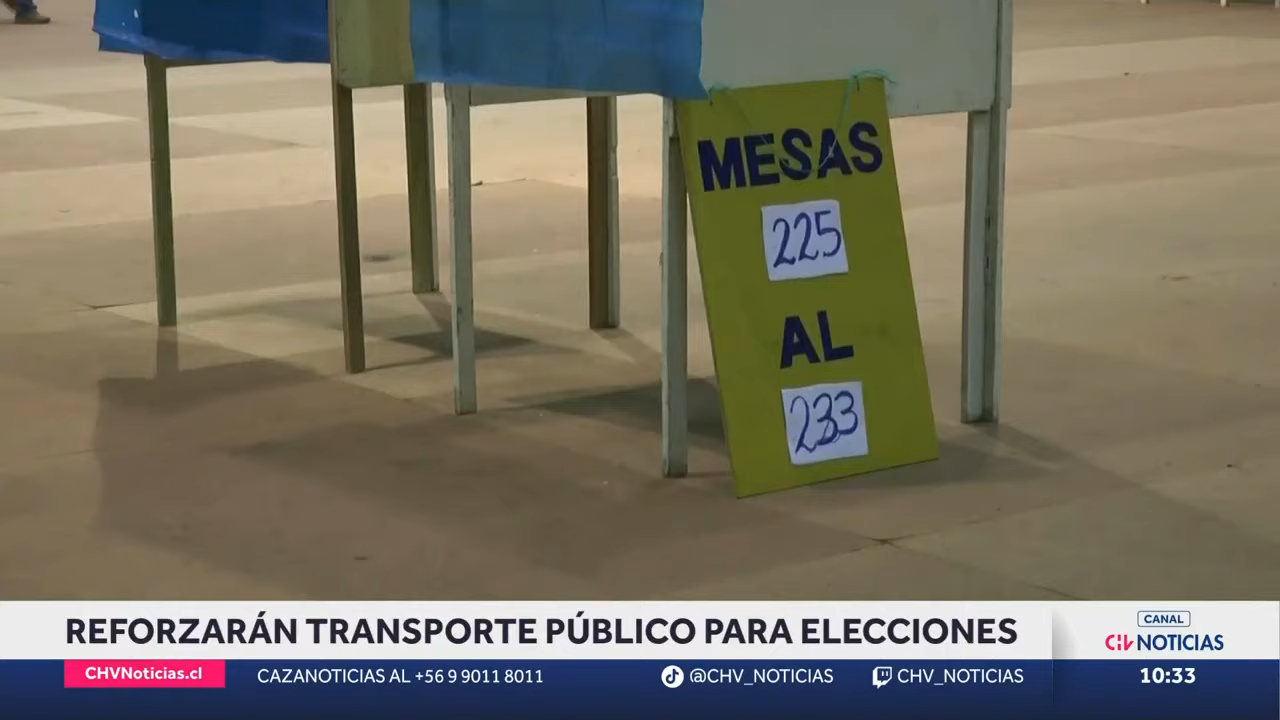 MESAS
225
AL
233
REFORZARÁN TRANSPORTE PÚBLICO PARA ELECCIONES
CANAL
CHV NOTICIAS
CHVNoticias.cl
CAZANOTICIAS AL +56 9 9011 8011
@CHV_NOTICIAS
CHV_NOTICIAS
10:33